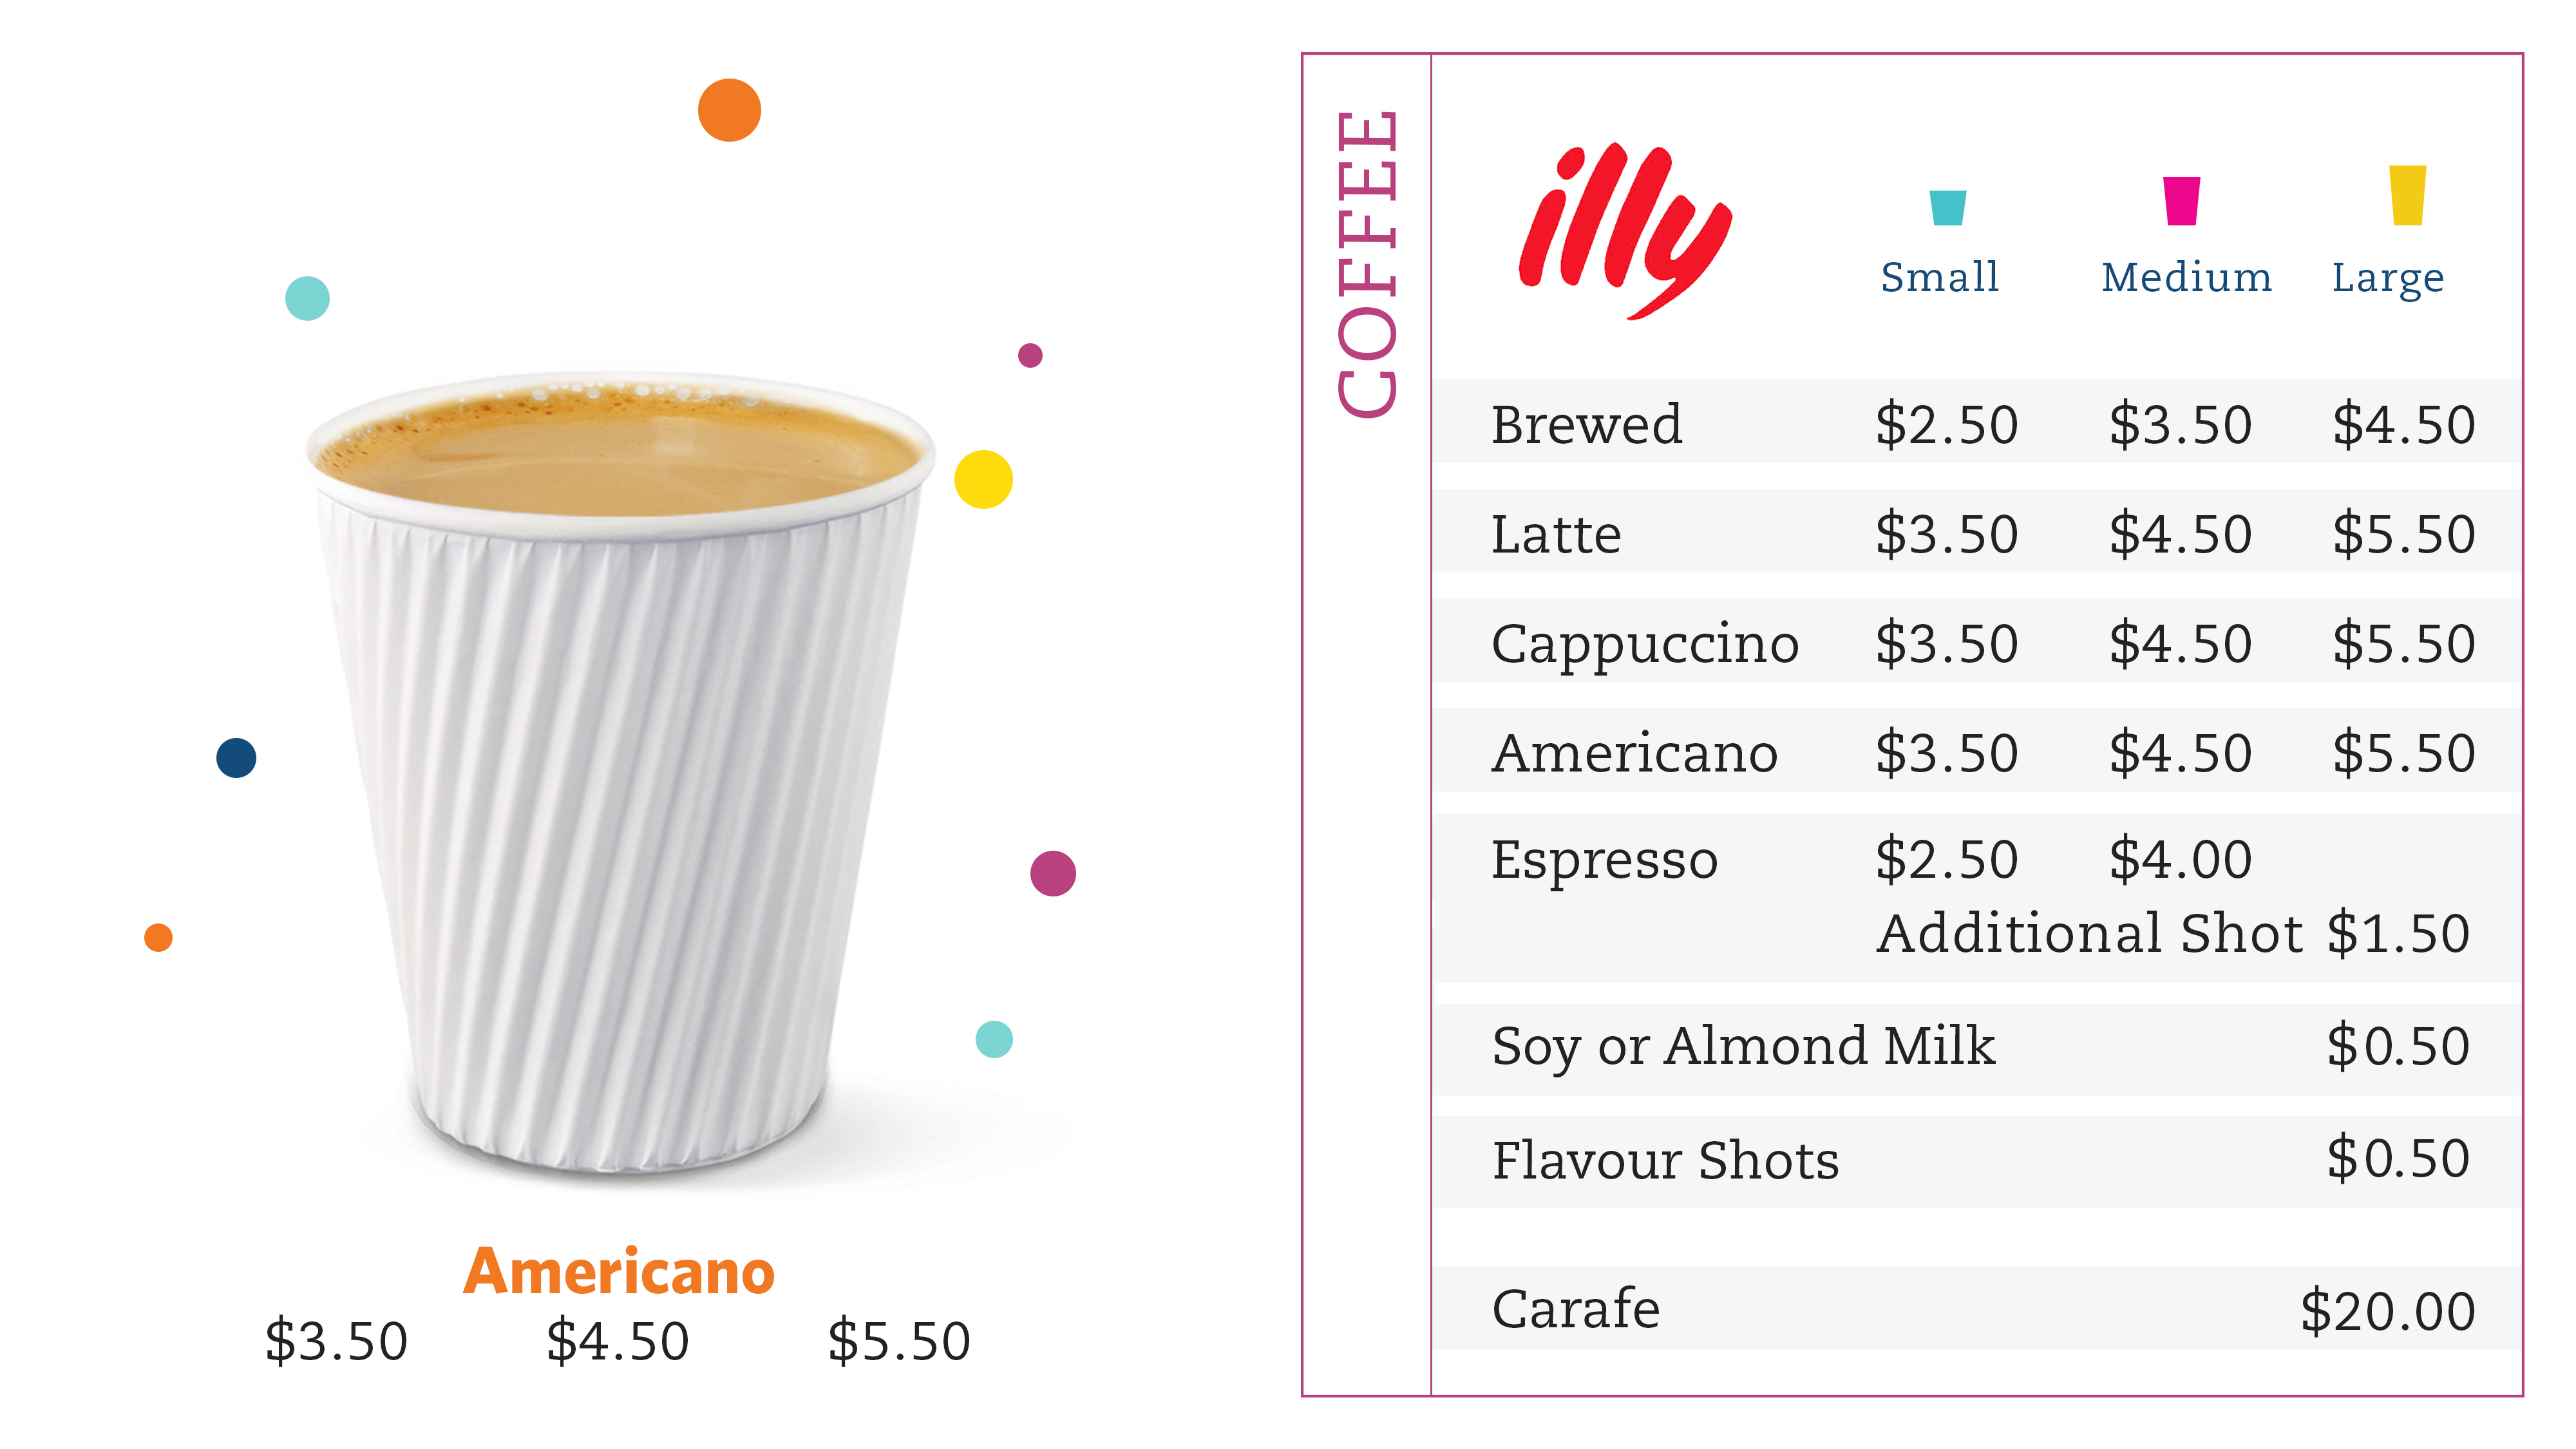 Americano
$3.50 $4.50 $5.50
COFFEE
illy
Small Medium Large
Brewed $2.50 $3.50 $4.50
Latte $3.50 $4.50 $5.50
Cappuccino $3.50 $4.50 $5.50
Americano $3.50 $4.50 $5.50
Espresso $2.50 $4.00
Additional Shot $1.50
Soy or Almond Milk $0.50
Flavour Shots $0.50
Carafe $20.00